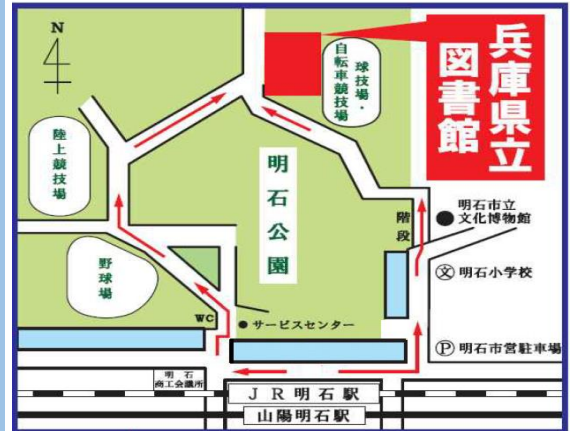 N
兵庫県立
図書館
球技場・
自転車競技場
陸上競技場
明石公園
階段
明石市立
文化博物館
野球場
文 明石小学校
WC
サービスセンター
P 明石市営駐車場
明石
商工会議所
JR明石駅
山陽明石駅